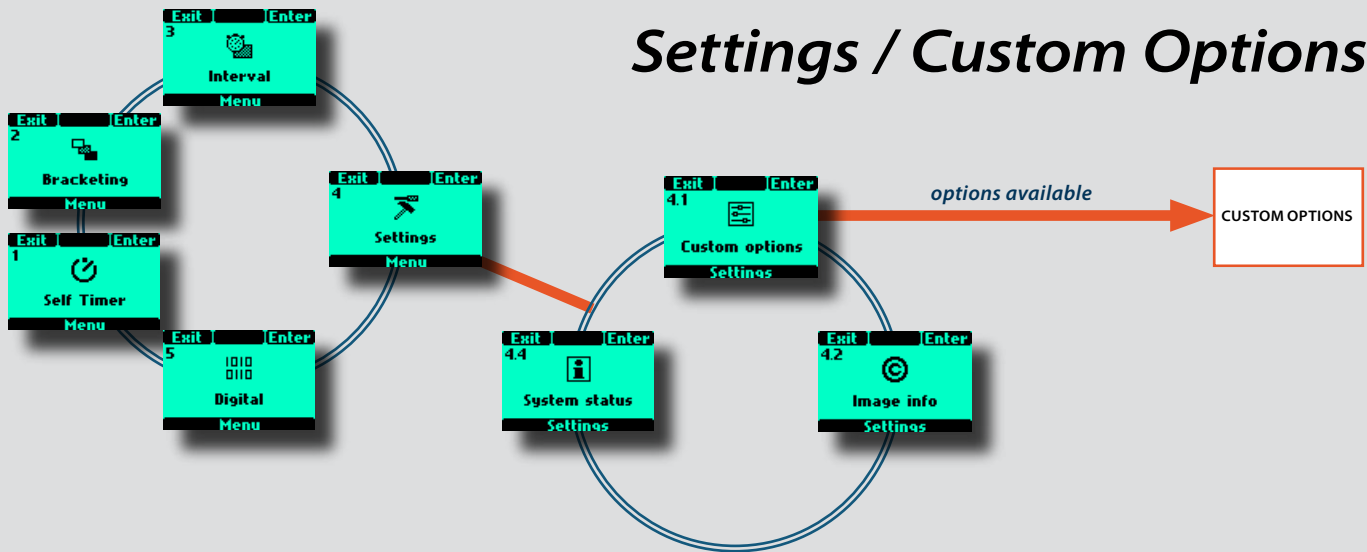 Settings / Custom Options
Exit Enter
3
Interval
Menu
Exit Enter
2
Bracketing
Menu
Exit Enter
1
Self Timer
Menu
Exit Enter
5
1010
0110
Digital
Menu
Exit Enter
4
Settings
Menu
Exit Enter
4.1
Custom options
Settings
options available
CUSTOM OPTIONS
Exit Enter
4.4
System status
Settings
Exit Enter
4.2
©
Image info
Settings